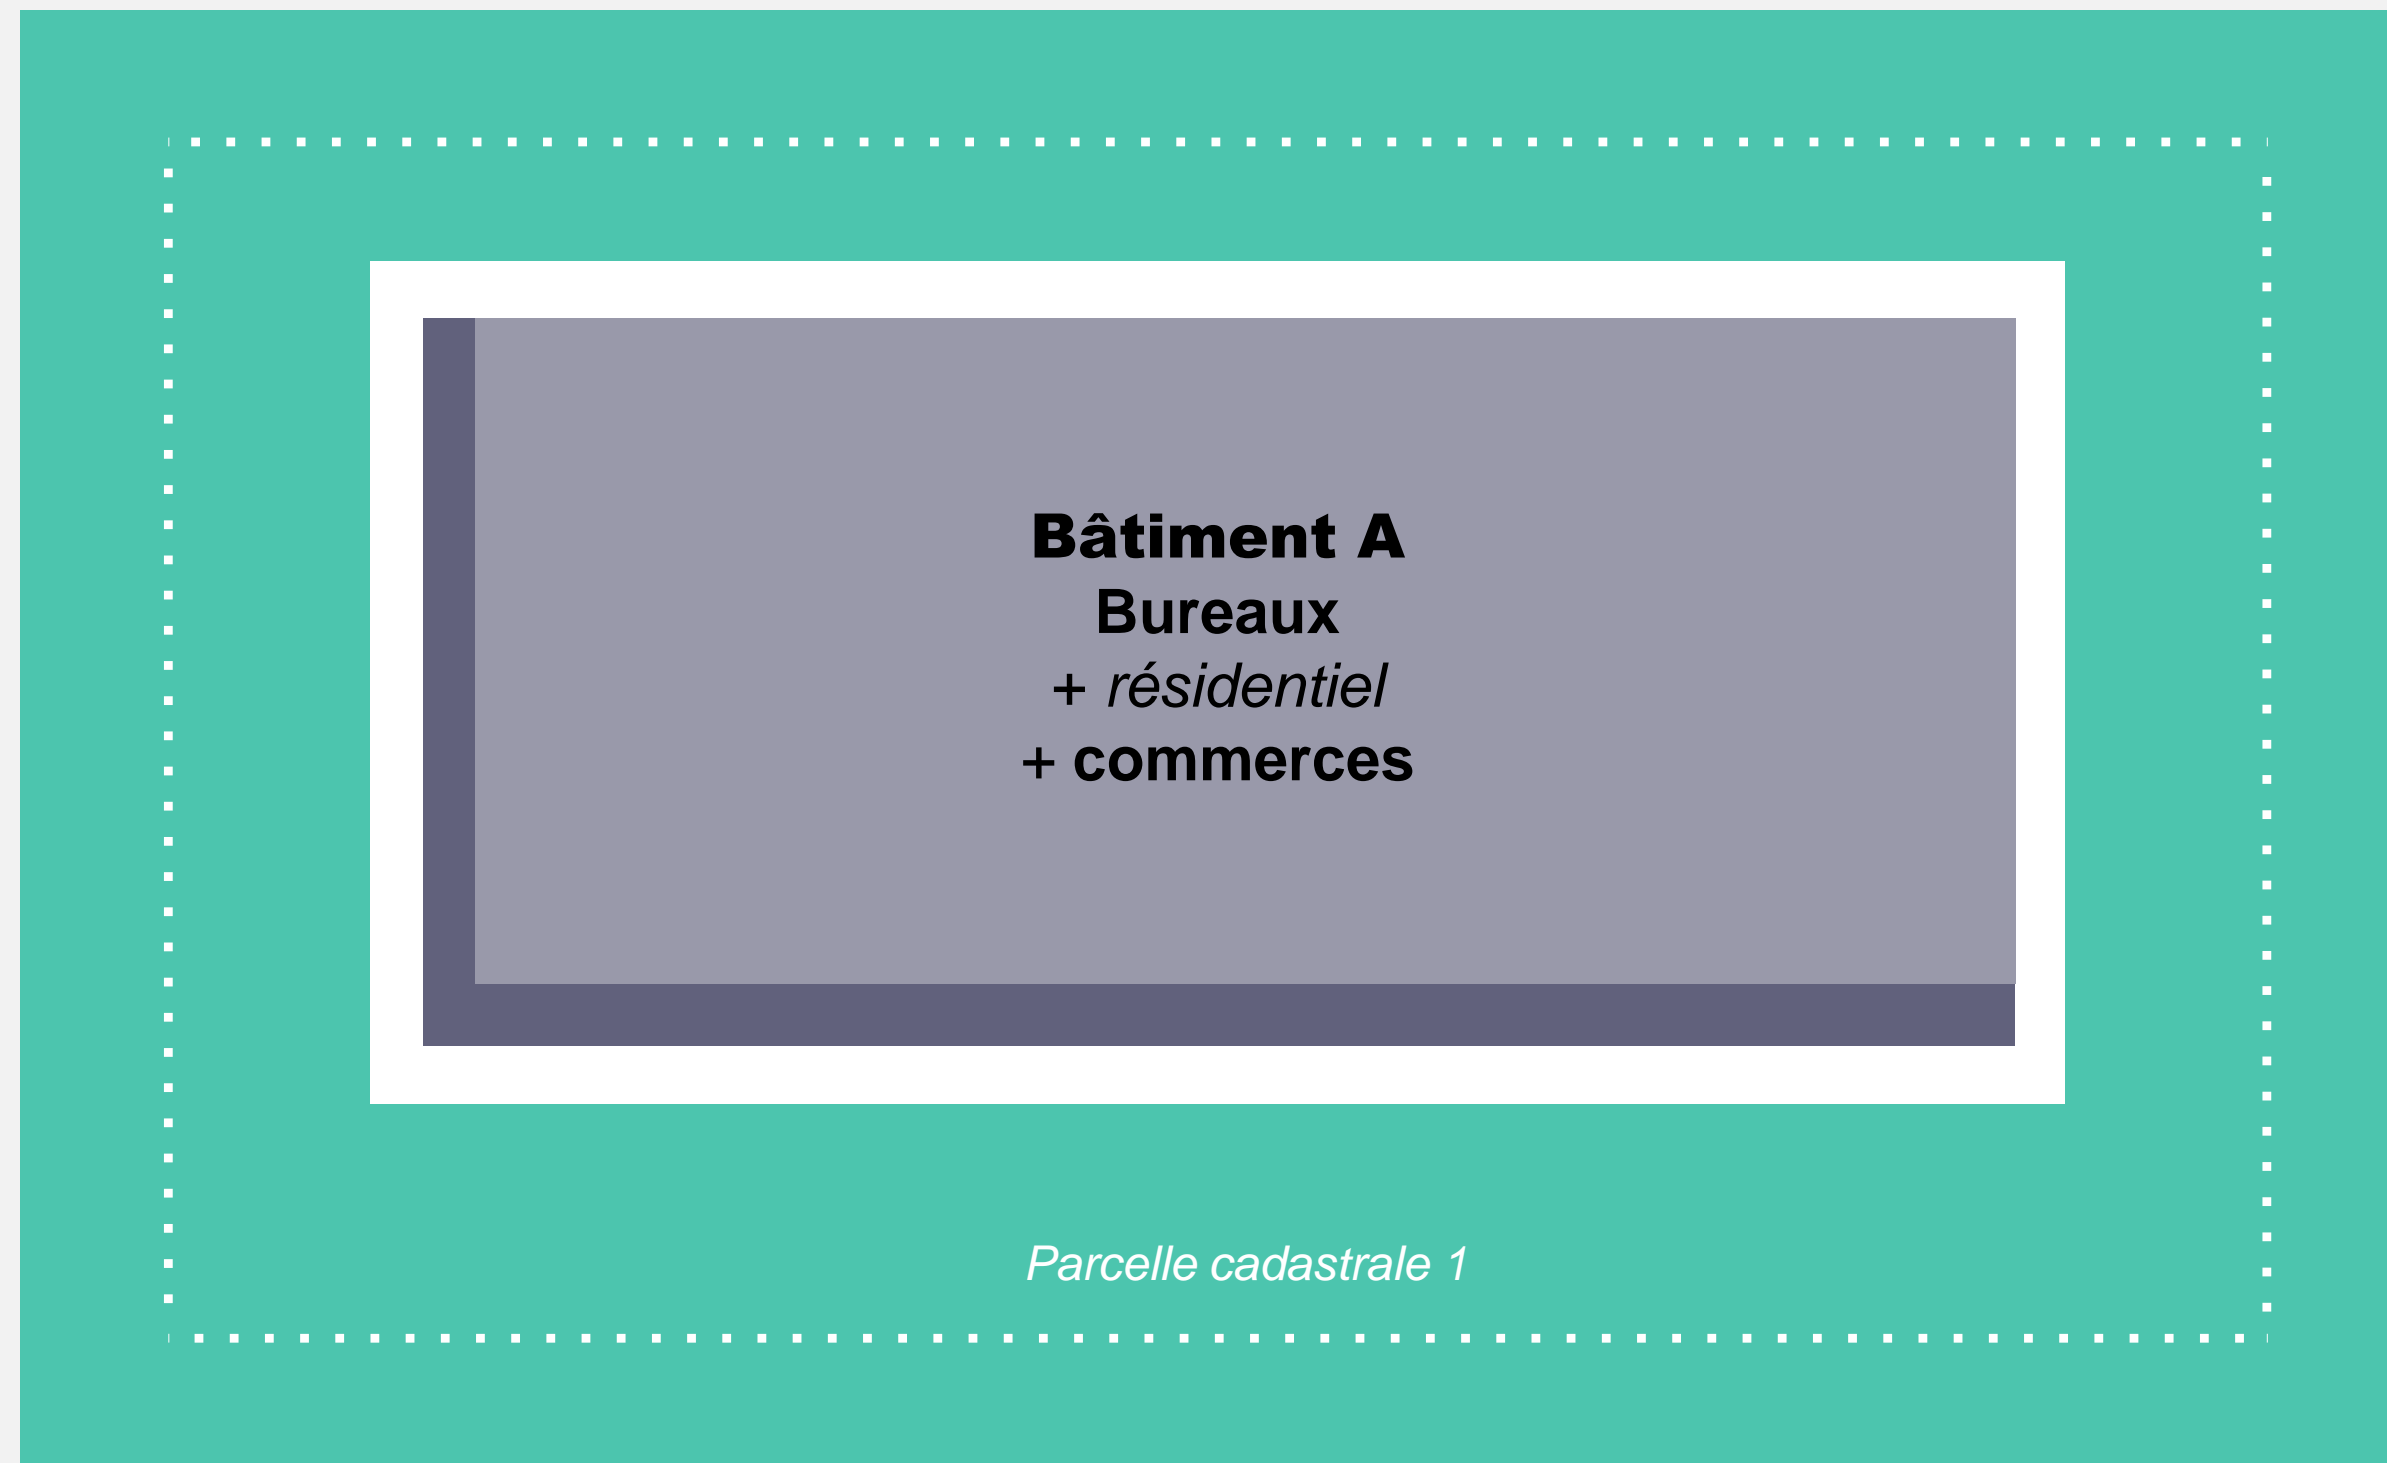 Bâtiment A
Bureaux
+ résidentiel
+ commerces
Parcelle cadastrale 1